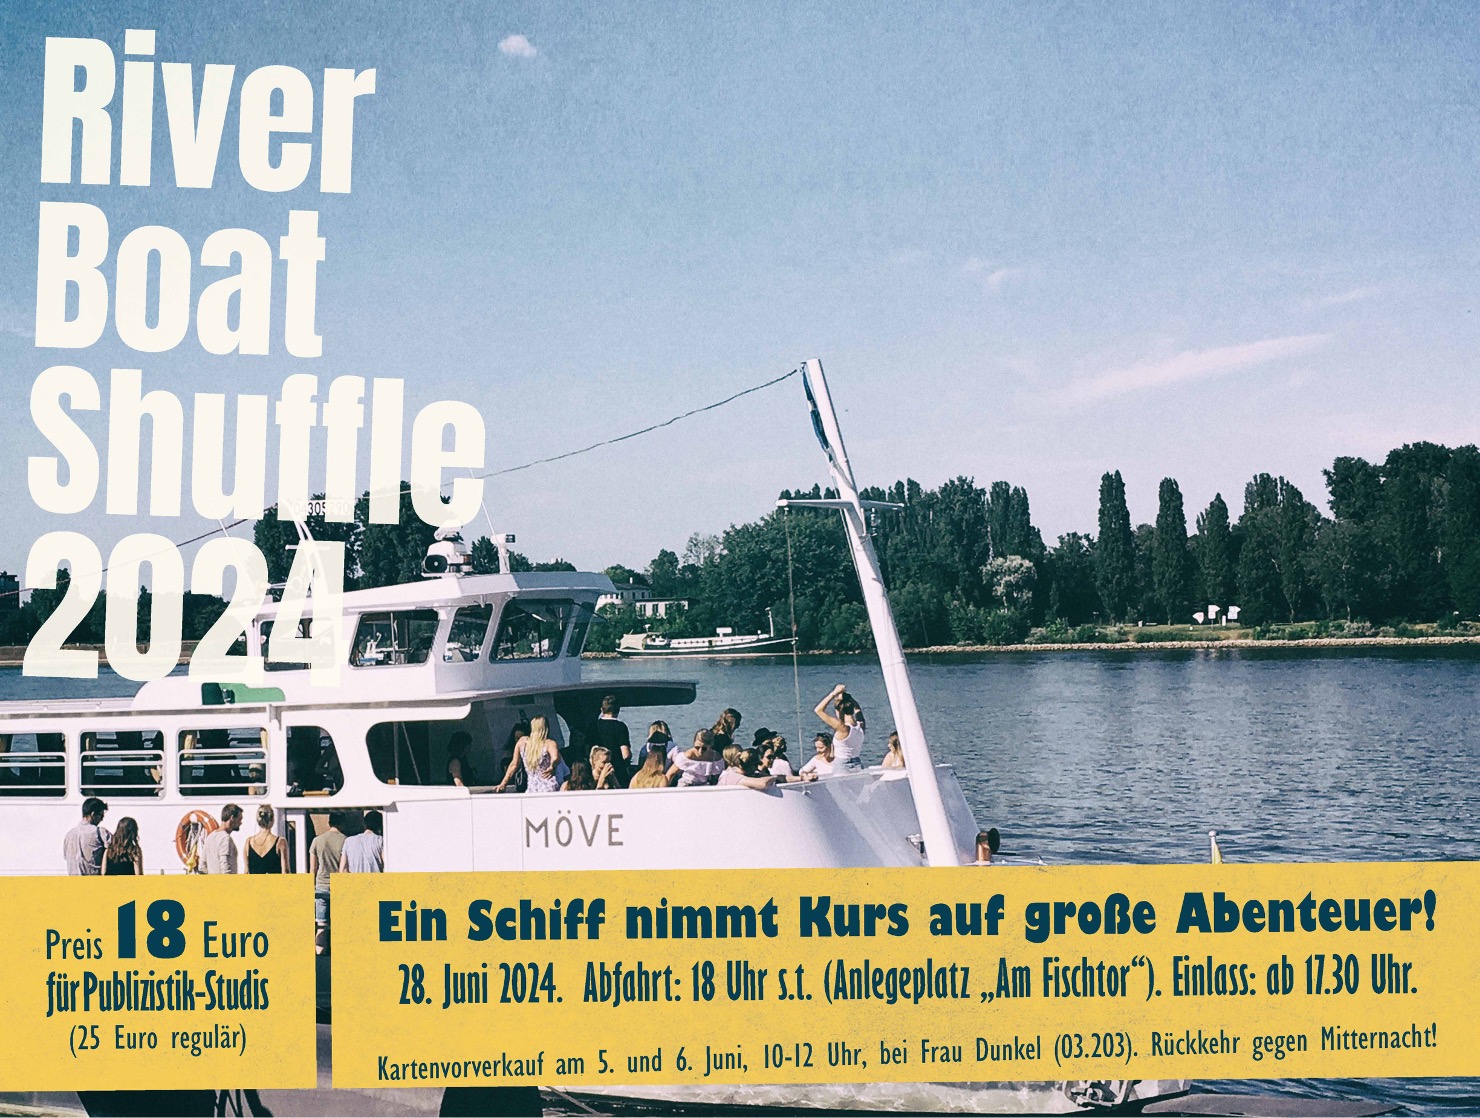 River
Boat
Shuffle
2024
MÖVE
Preis 18 Euro
für Publizistik-Studis
(25 Euro regulär)
Ein Schiff nimmt Kurs auf große Abenteuer!
28. Juni 2024. Abfahrt: 18 Uhr s.t. (Anlegeplatz „Am Fischtor“). Einlass: ab 17.30 Uhr.
Kartenvorverkauf am 5. und 6. Juni, 10-12 Uhr, bei Frau Dunkel (03.203). Rückkehr gegen Mitternacht!